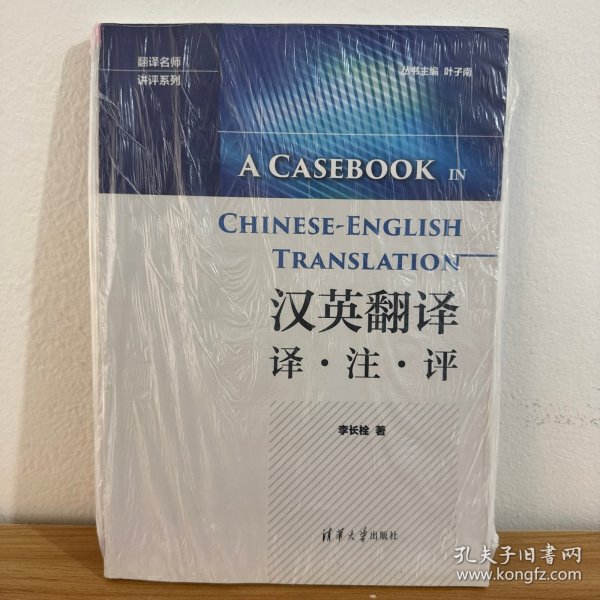 翻译名师
讲评系列
丛书主编 叶子南
A CASEBOOK IN
CHINESE-ENGLISH
TRANSLATION
汉英翻译
译·注·评
李长栓 著
清华大学出版社
孔夫子旧书网
www.kongfz.com